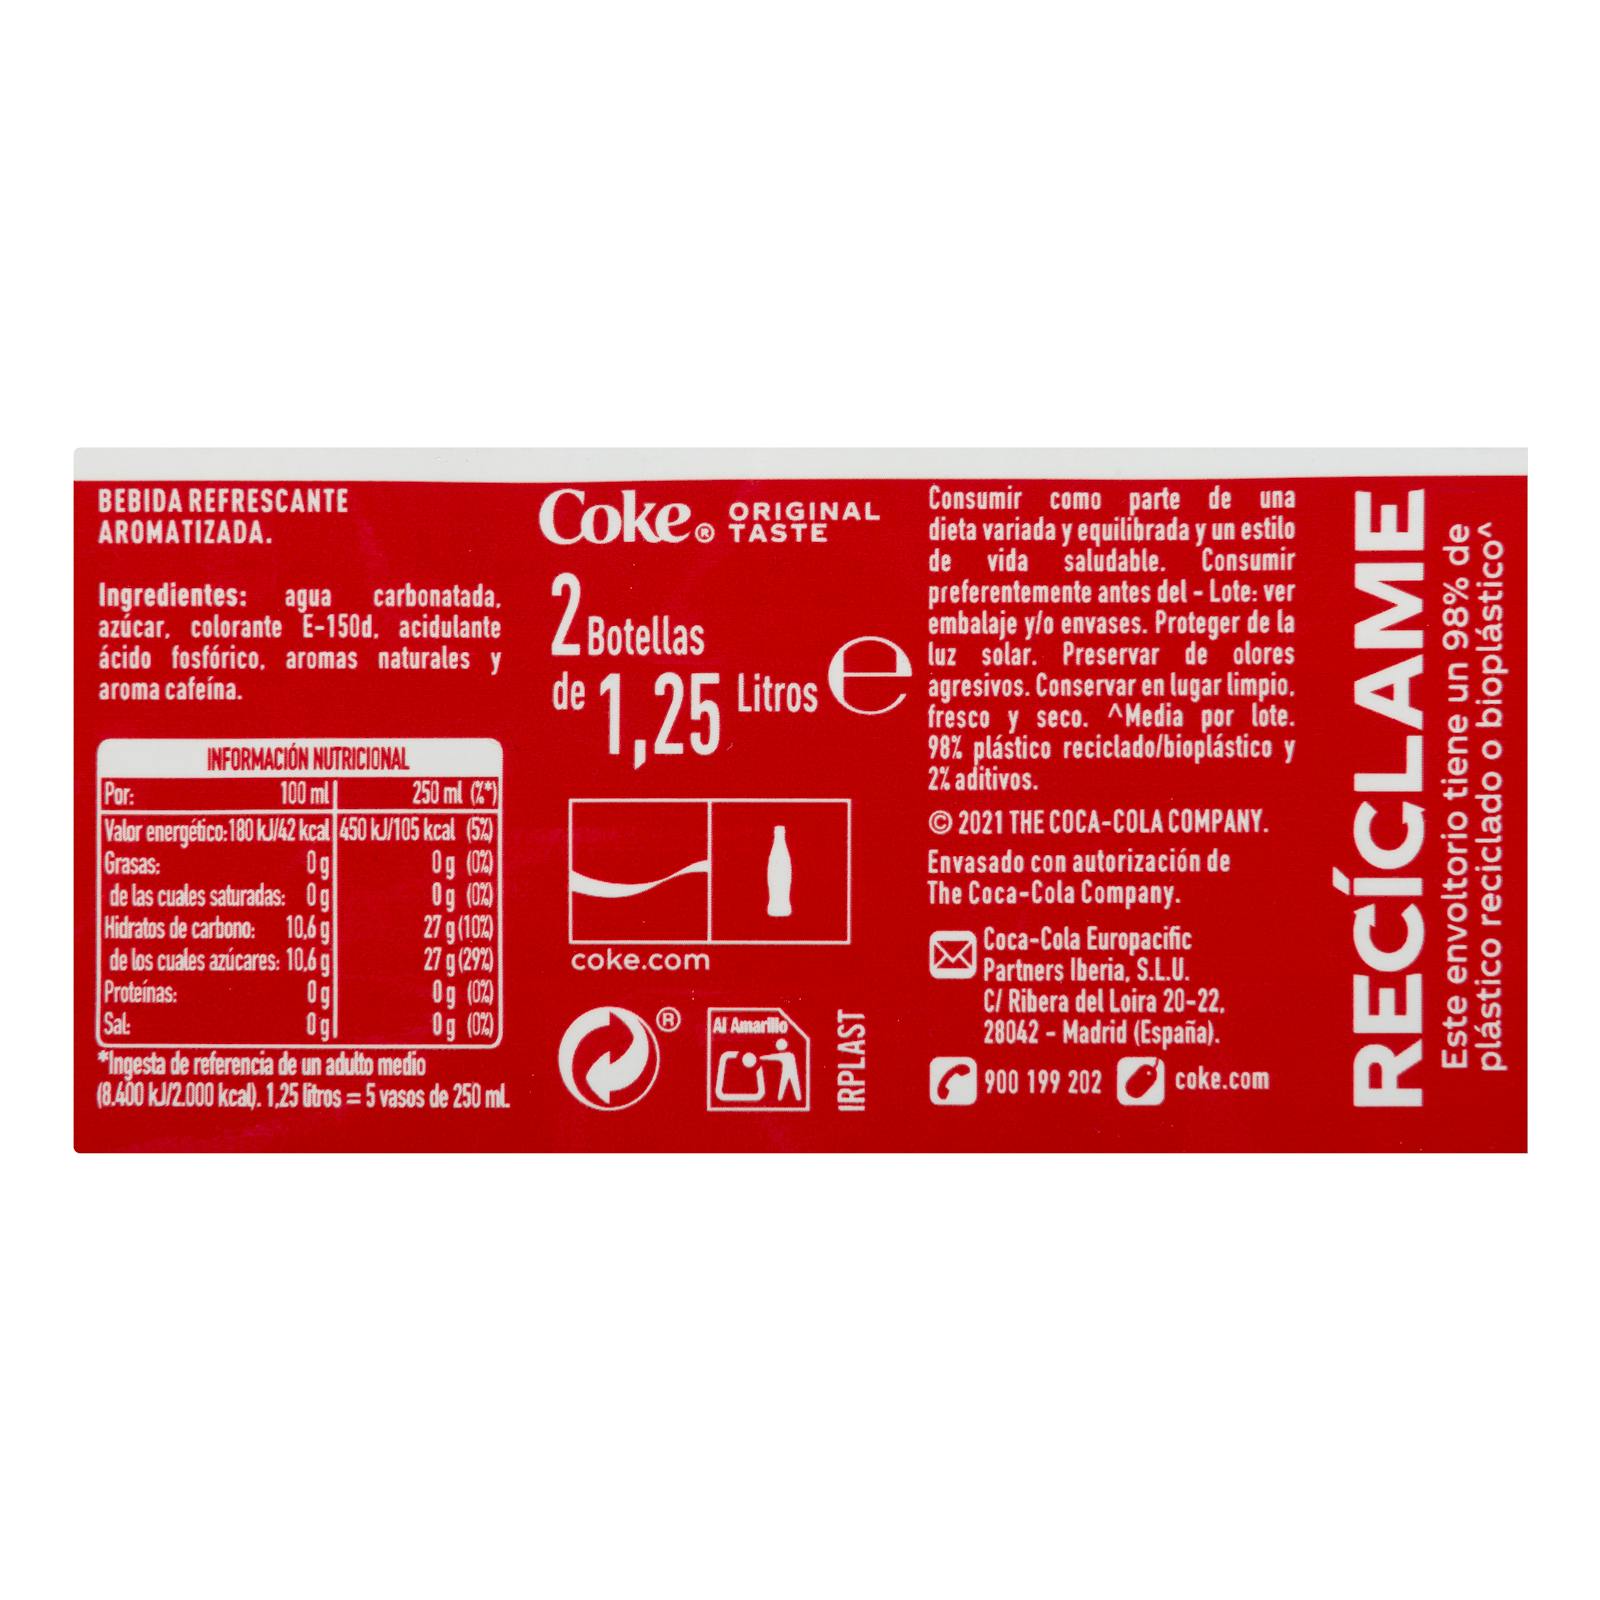 BEBIDA REFRESCANTE
AROMATIZADA.
Ingredientes: agua carbonatada,
azúcar, colorante E-150d, acidulante
ácido fosfórico, aromas naturales y
aroma cafeína.
INFORMACIÓN NUTRICIONAL
Por: 100 ml 250 ml (%*)
Valor energético: 180 kJ/42 kcal 450 kJ/105 kcal (5%)
Grasas: 0 g 0 g (0%)
de las cuales saturadas: 0 g 0 g (0%)
Hidratos de carbono: 10,6 g 27 g (10%)
de los cuales azúcares: 10,6 g 27 g (29%)
Proteínas: 0 g 0 g (0%)
Sal: 0 g 0 g (0%)
*Ingesta de referencia de un adulto medio
(8.400 kJ/2.000 kcal). 1,25 litros = 5 vasos de 250 ml.
Coke® ORIGINAL
TASTE
2 Botellas
de 1,25 Litros e
coke.com
®
Al Amarillo
IRPLAST
Consumir como parte de una
dieta variada y equilibrada y un estilo
de vida saludable. Consumir
preferentemente antes del - Lote: ver
embalaje y/o envases. Proteger de la
luz solar. Preservar de olores
agresivos. Conservar en lugar limpio,
fresco y seco. ^Media por lote.
98% plástico reciclado/bioplástico y
2% aditivos.
© 2021 THE COCA-COLA COMPANY.
Envasado con autorización de
The Coca-Cola Company.
Coca-Cola Europacific
Partners Iberia, S.L.U.
C/ Ribera del Loira 20-22,
28042 - Madrid (España).
900 199 202 coke.com
RECÍCLAME
Este envoltorio tiene un 98% de
plástico reciclado o bioplástico^